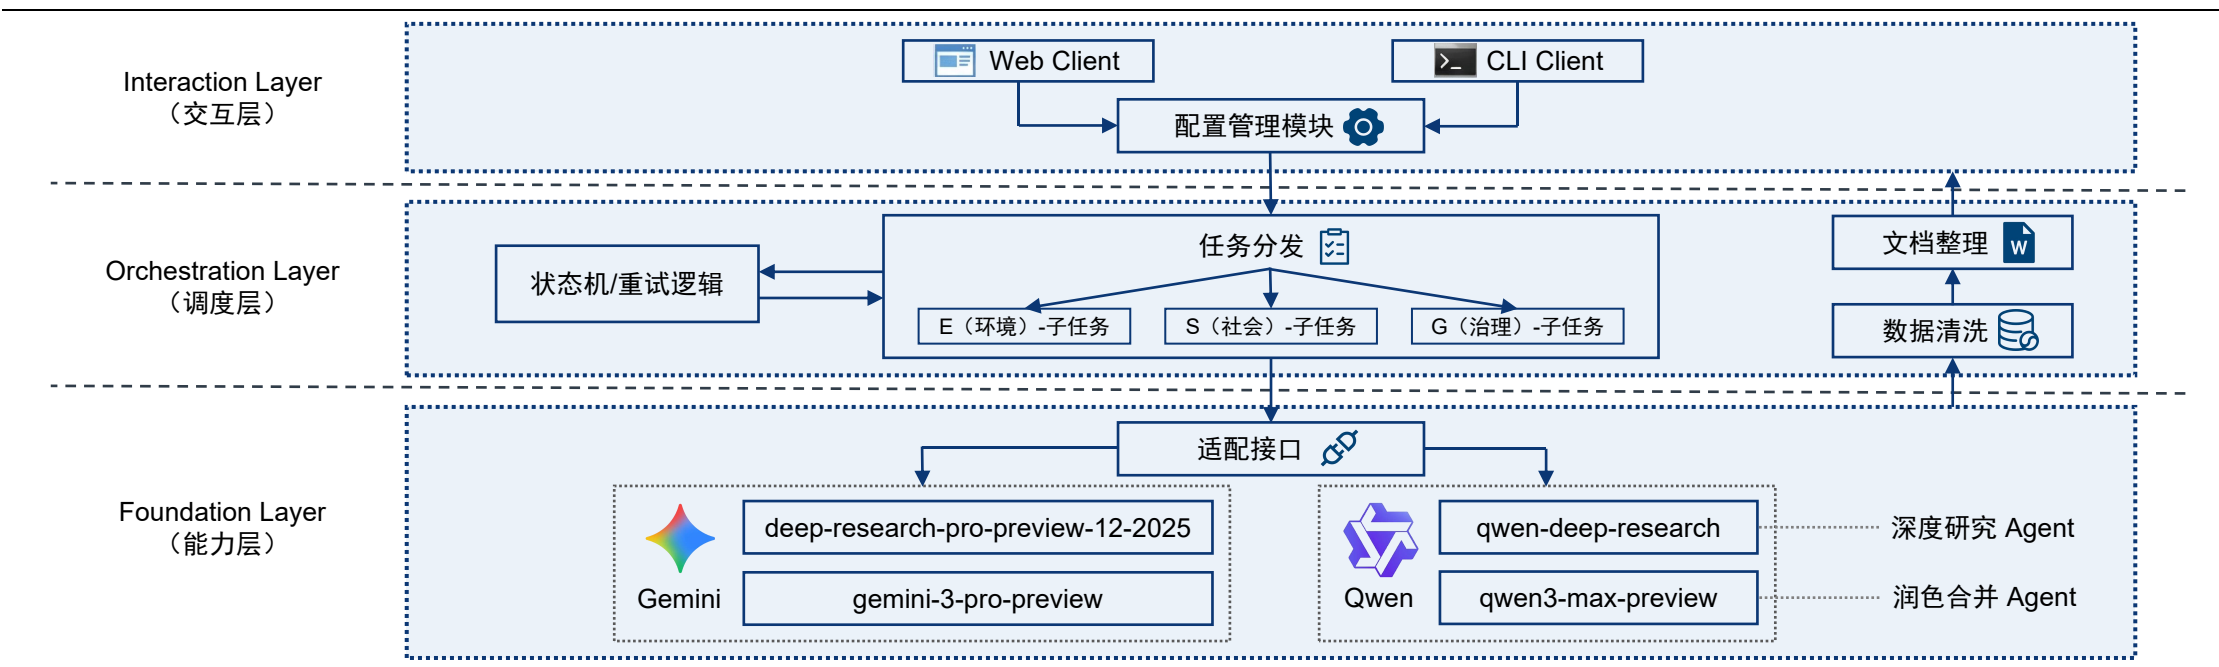 Interaction Layer
（交互层）
Web Client
CLI Client
配置管理模块
Orchestration Layer
（调度层）
状态机/重试逻辑
任务分发
E（环境）-子任务
S（社会）-子任务
G（治理）-子任务
文档整理
W
数据清洗
Foundation Layer
（能力层）
适配接口
Gemini
deep-research-pro-preview-12-2025
gemini-3-pro-preview
Qwen
qwen-deep-research
qwen3-max-preview
深度研究 Agent
润色合并 Agent